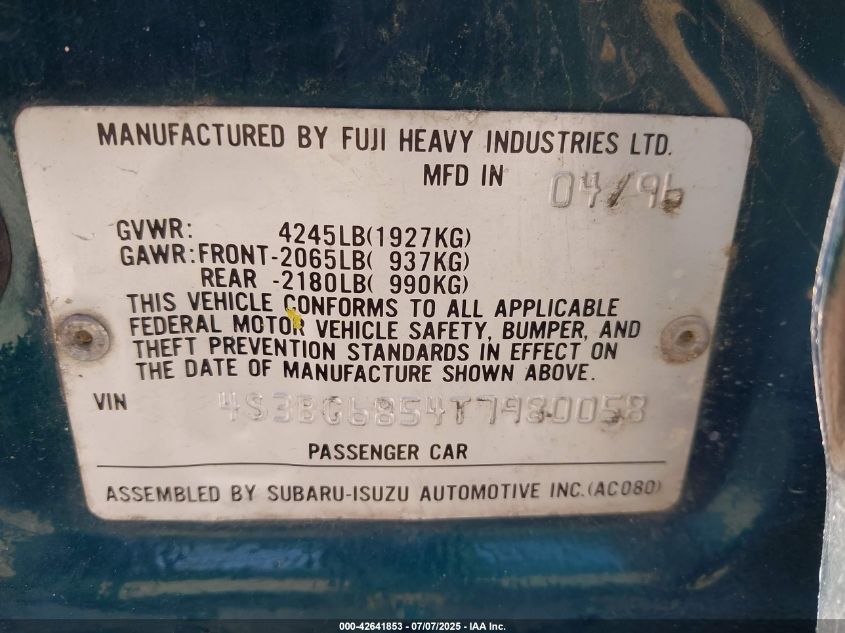 MANUFACTURED BY FUJI HEAVY INDUSTRIES LTD.
MFD IN 04/96
GVWR: 4245LB(1927KG)
GAWR:FRONT-2065LB( 937KG)
REAR -2180LB( 990KG)
THIS VEHICLE CONFORMS TO ALL APPLICABLE
FEDERAL MOTOR VEHICLE SAFETY, BUMPER, AND
THEFT PREVENTION STANDARDS IN EFFECT ON
THE DATE OF MANUFACTURE SHOWN ABOVE.
VIN 4S3BG6854T7980058
PASSENGER CAR
ASSEMBLED BY SUBARU-ISUZU AUTOMOTIVE INC.(AC080)
000-42641853 - 07/07/2025 - IAA Inc.